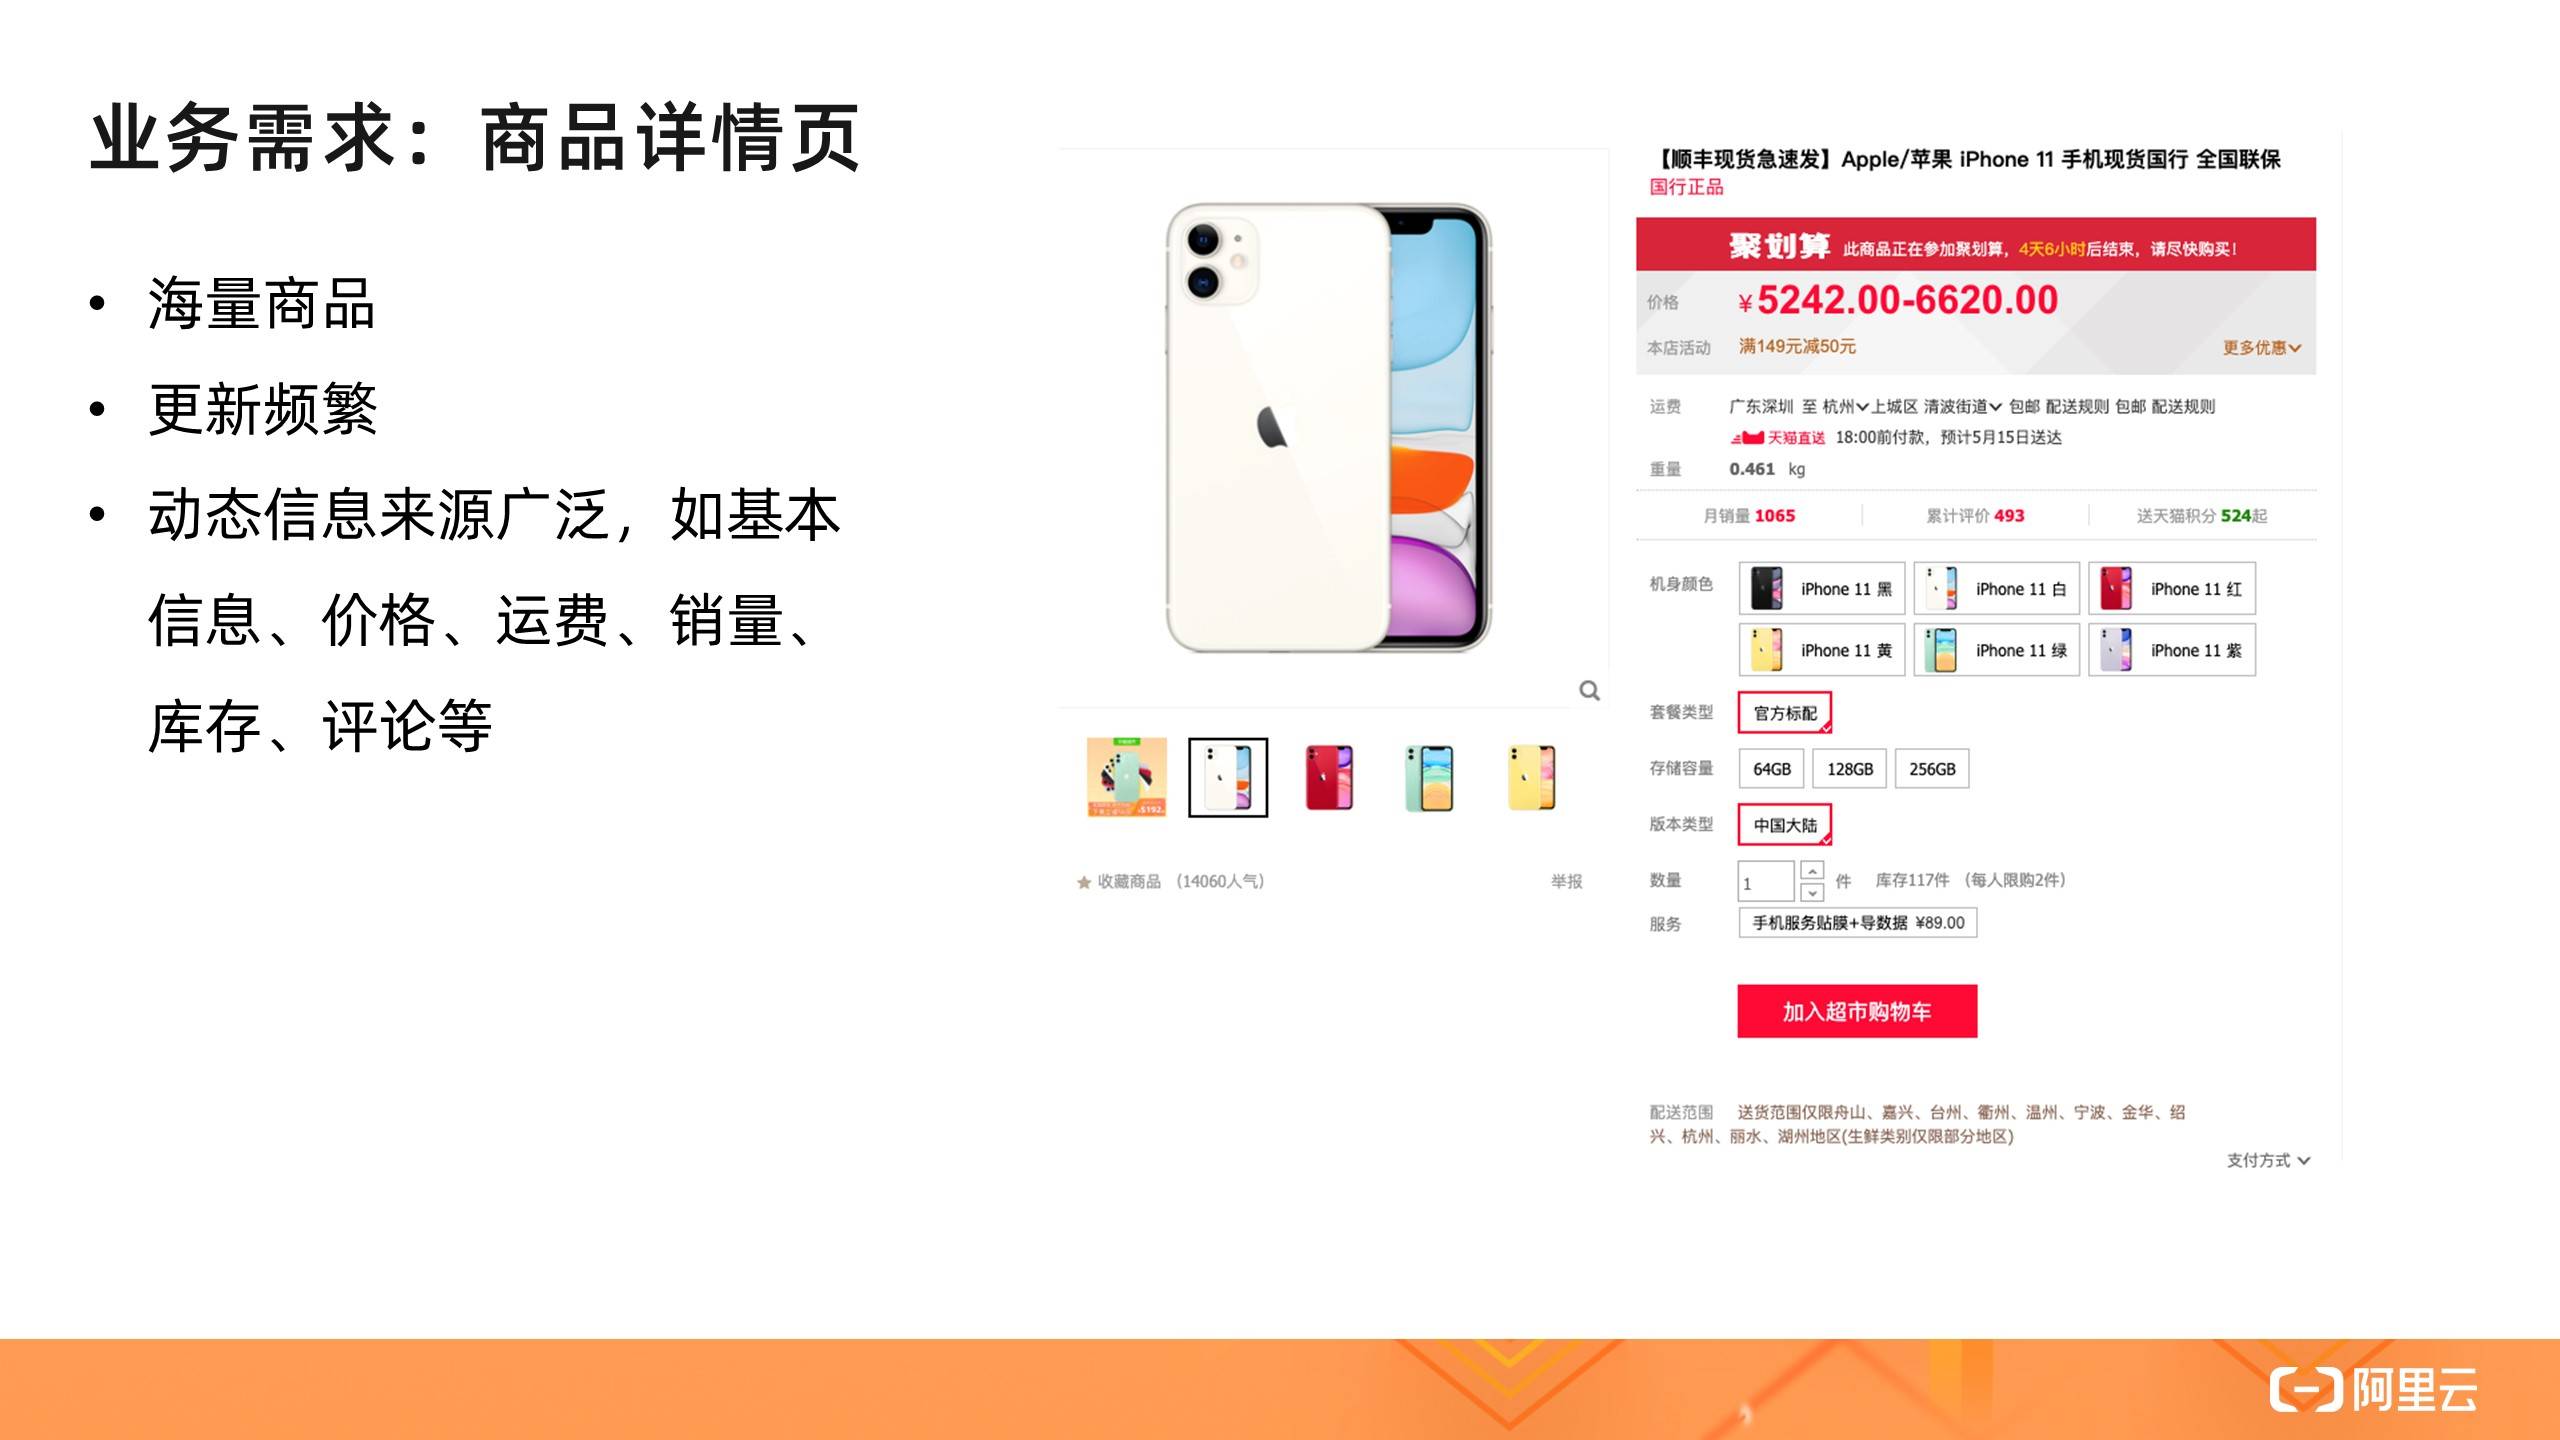 业务需求：商品详情页
• 海量商品
• 更新频繁
• 动态信息来源广泛，如基本
信息、价格、运费、销量、
库存、评论等
收藏商品 （14060人气）
举报
【顺丰现货急速发】Apple/苹果 iPhone 11 手机现货国行 全国联保
国行正品
聚划算 此商品正在参加聚划算，4天6小时后结束，请尽快购买！
价格 ¥5242.00-6620.00
本店活动 满149元减50元 更多优惠
运费 广东深圳 至 杭州 上城区 清波街道 包邮 配送规则 包邮 配送规则
天猫直送 18:00前付款，预计5月15日送达
重量 0.461 kg
月销量 1065 累计评价 493 送天猫积分 524起
机身颜色 iPhone 11 黑 iPhone 11 白 iPhone 11 红
iPhone 11 黄 iPhone 11 绿 iPhone 11 紫
套餐类型 官方标配
存储容量 64GB 128GB 256GB
版本类型 中国大陆
数量 1 件 库存117件 （每人限购2件）
服务 手机服务贴膜+导数据 ¥89.00
加入超市购物车
配送范围 送货范围仅限舟山、嘉兴、台州、衢州、温州、宁波、金华、绍
兴、杭州、丽水、湖州地区(生鲜类别仅限部分地区)
支付方式
阿里云